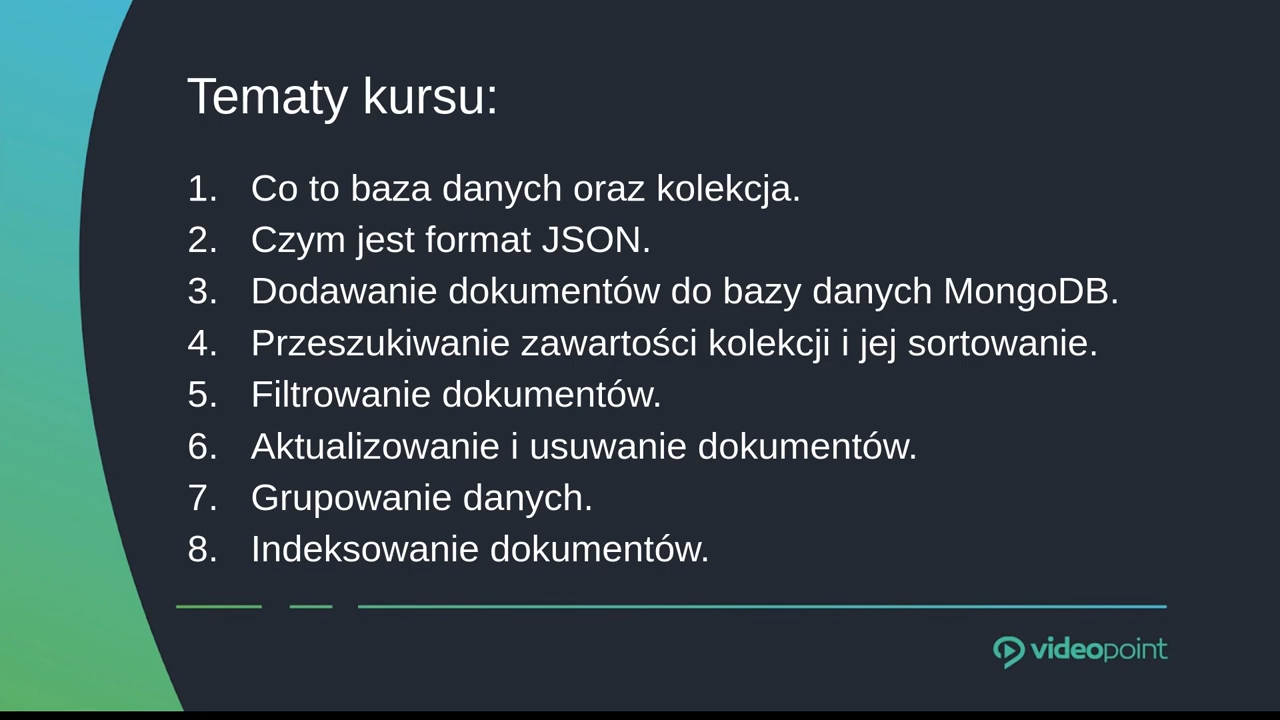 Tematy kursu:
1. Co to baza danych oraz kolekcja.
2. Czym jest format JSON.
3. Dodawanie dokumentów do bazy danych MongoDB.
4. Przeszukiwanie zawartości kolekcji i jej sortowanie.
5. Filtrowanie dokumentów.
6. Aktualizowanie i usuwanie dokumentów.
7. Grupowanie danych.
8. Indeksowanie dokumentów.
videopoint